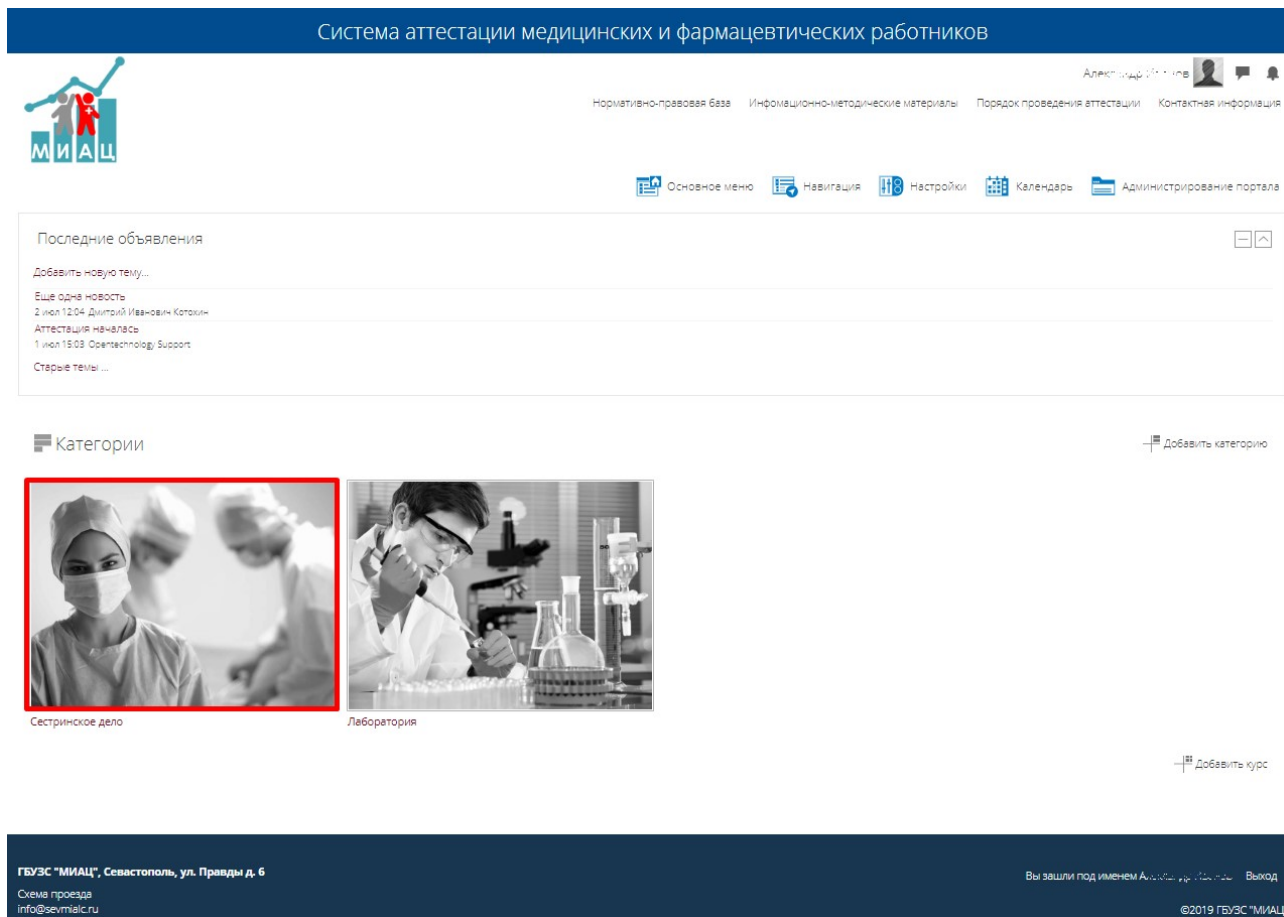 Система аттестации медицинских и фармацевтических работников
МИАЦ
Нормативно-правовая база Инфомационно-методические материалы Порядок проведения аттестации Контактная информация
Основное меню Навигация Настройки Календарь Администрирование портала
Последние объявления
Добавить новую тему...
Еще одна новость
2 июл 12:04 Дмитрий Иванович Котохин
Аттестация началась
1 июл 15:03 Opentechnology Support
Старые темы ...
Категории
Добавить категорию
Сестринское дело Лаборатория
Добавить курс
ГБУЗС "МИАЦ", Севастополь, ул. Правды д. 6
Вы зашли под именем Выход
Схема проезда
info@sevmiac.ru
©2019 ГБУЗС "МИАЦ